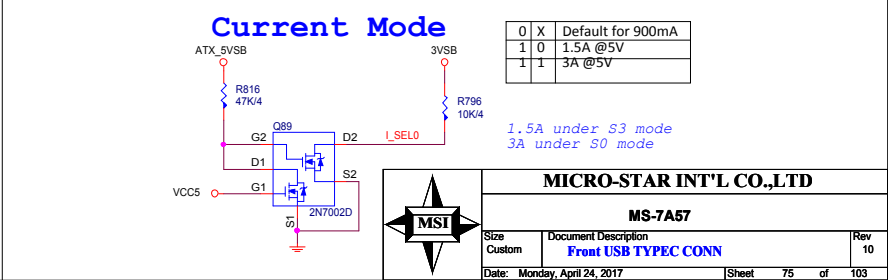 Current Mode
0 X Default for 900mA
1 0 1.5A @5V
1 1 3A @5V
ATX_5VSB
3VSB
R816
47K/4
R796
10K/4
Q89
G2
D2
I_SEL0
D1
S2
VCC5
G1
S1
2N7002D
1.5A under S3 mode
3A under S0 mode
MSI
MICRO-STAR INT'L CO.,LTD
MS-7A57
Size
Custom
Document Description
Front USB TYPEC CONN
Rev
10
Date: Monday, April 24, 2017
Sheet 75 of 103